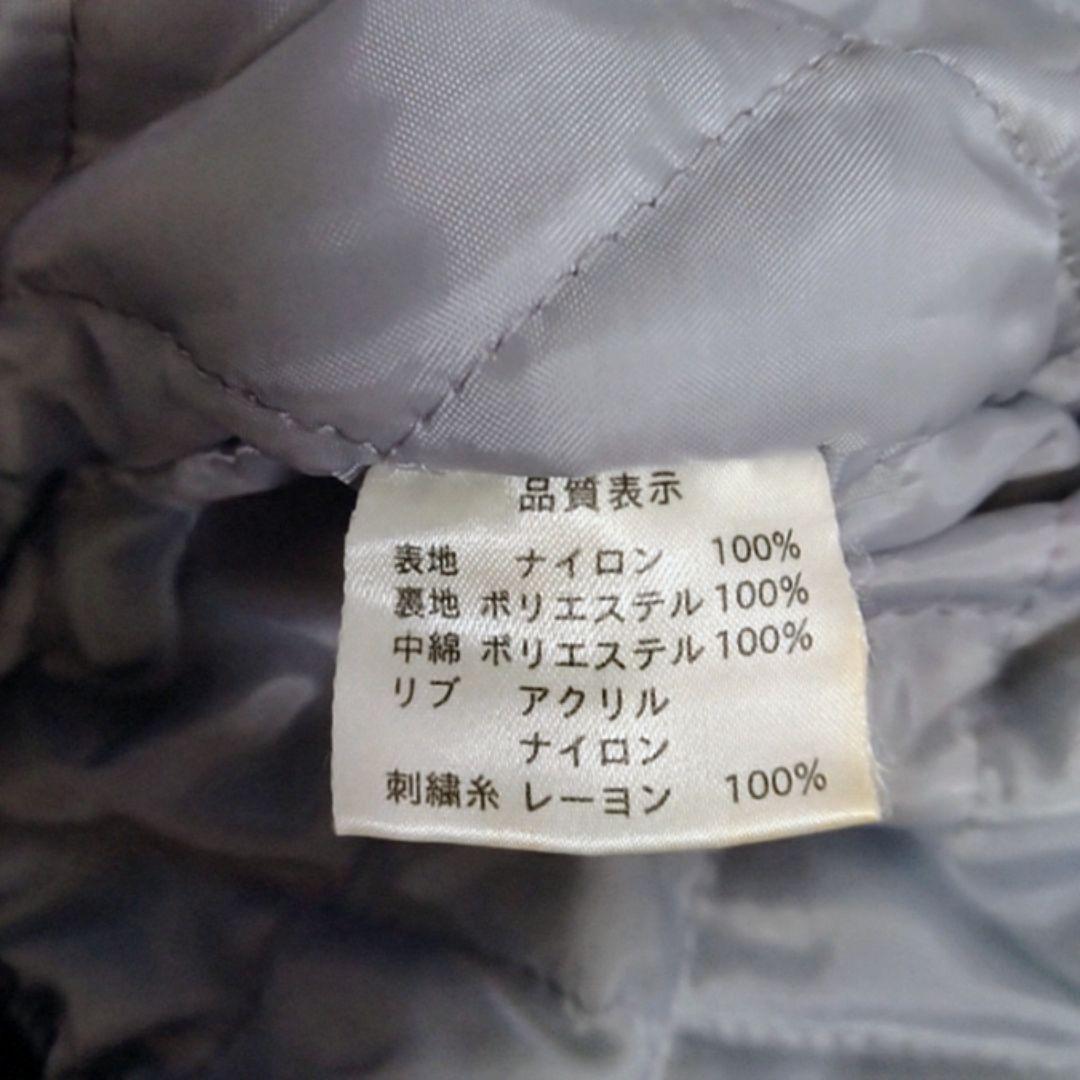 品質表示
表地 ナイロン 100%
裏地 ポリエステル 100%
中綿 ポリエステル 100%
リブ アクリル
ナイロン
刺繍糸 レーヨン 100%